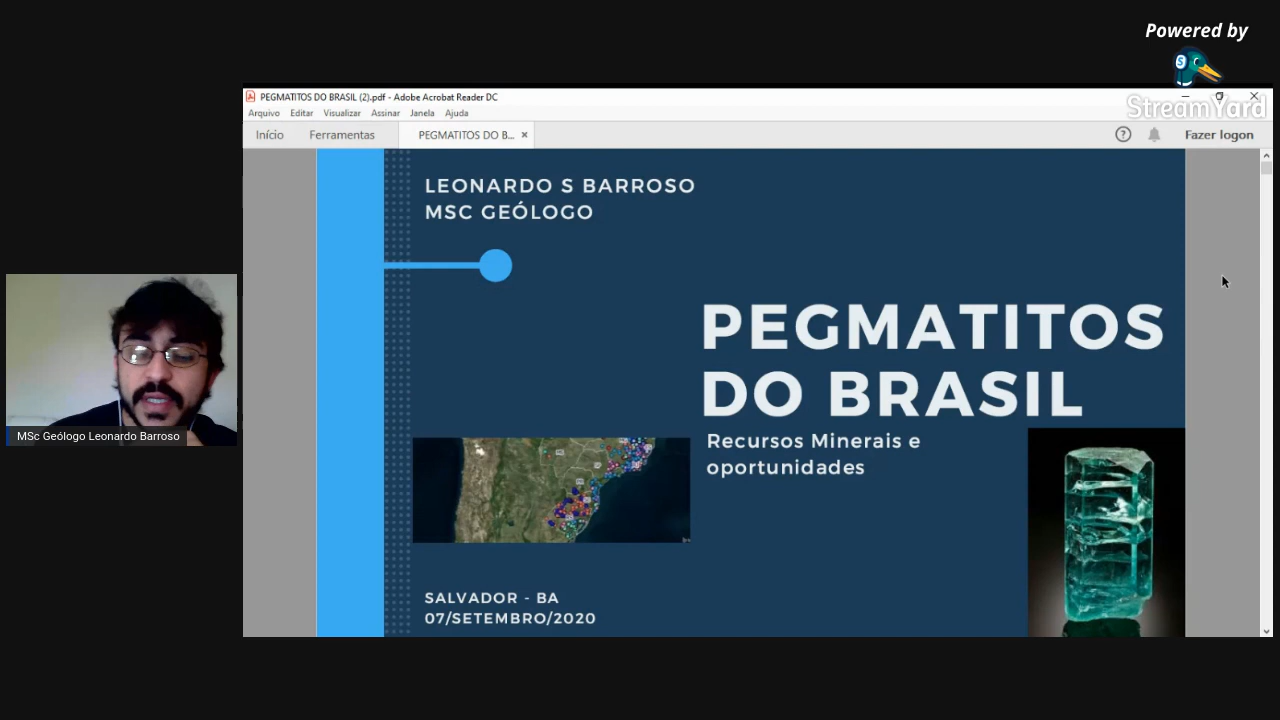 Powered by
StreamYard
PEGMATITOS DO BRASIL (2).pdf - Adobe Acrobat Reader DC
Arquivo Editar Visualizar Assinar Janela Ajuda
Início Ferramentas PEGMATITOS DO B... Fazer logon
LEONARDO S BARROSO
MSC GEÓLOGO
PEGMATITOS
DO BRASIL
Recursos Minerais e
oportunidades
SALVADOR - BA
07/SETEMBRO/2020
MSc Geólogo Leonardo Barroso